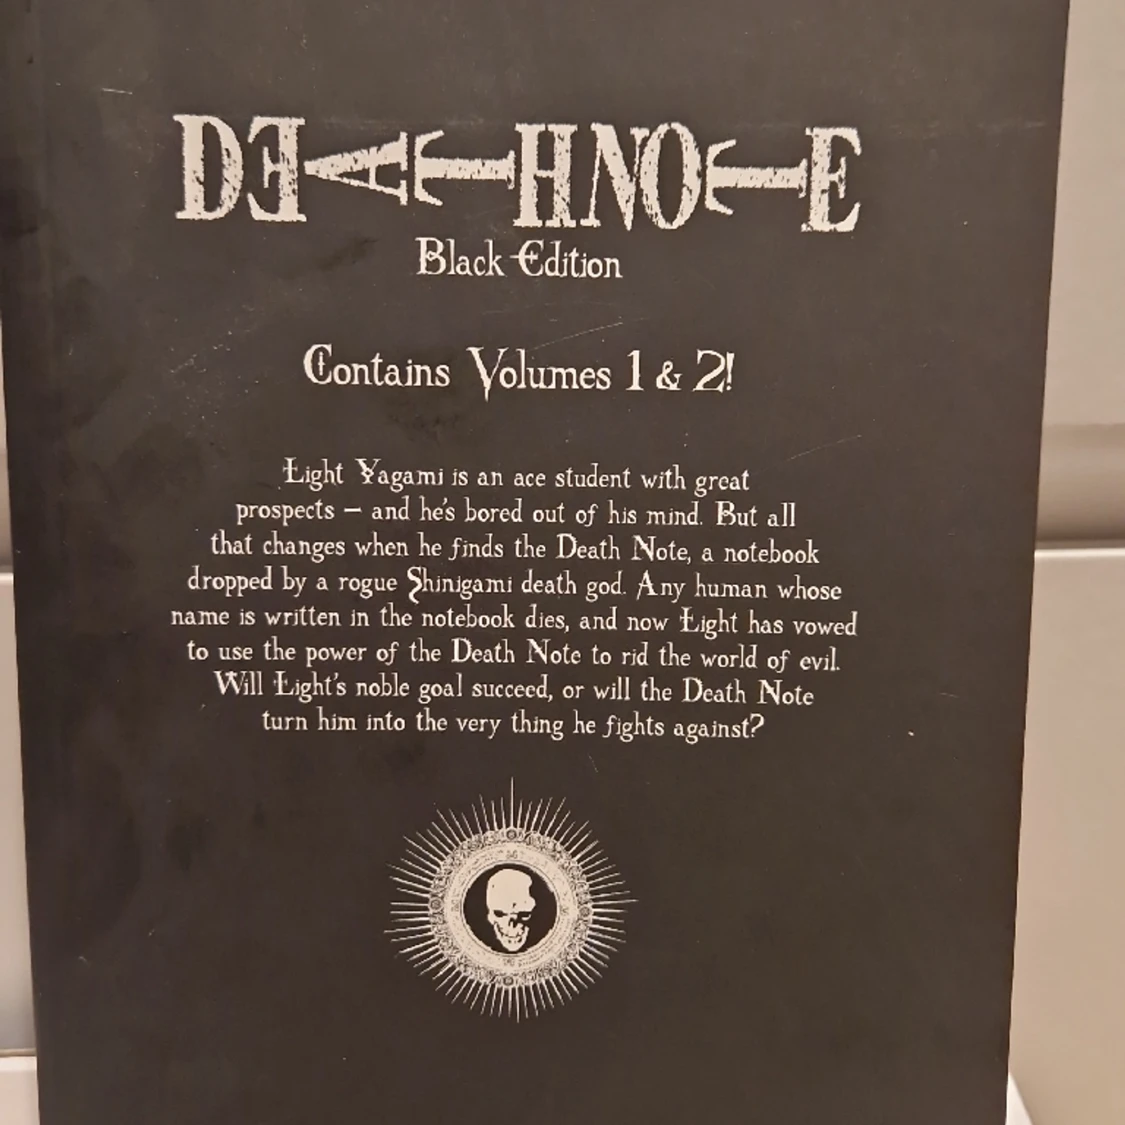 DEATHNOTE
Black Edition
Contains Volumes 1 & 2!
Light Yagami is an ace student with great
prospects – and he's bored out of his mind. But all
that changes when he finds the Death Note, a notebook
dropped by a rogue Shinigami death god. Any human whose
name is written in the notebook dies, and now Light has vowed
to use the power of the Death Note to rid the world of evil.
Will Light's noble goal succeed, or will the Death Note
turn him into the very thing he fights against?